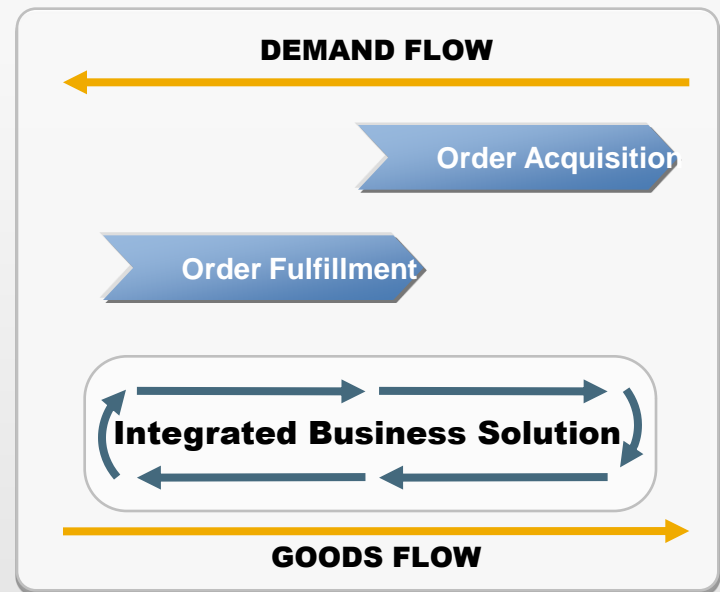 DEMAND FLOW
Order Acquisition
Order Fulfillment
Integrated Business Solution
GOODS FLOW